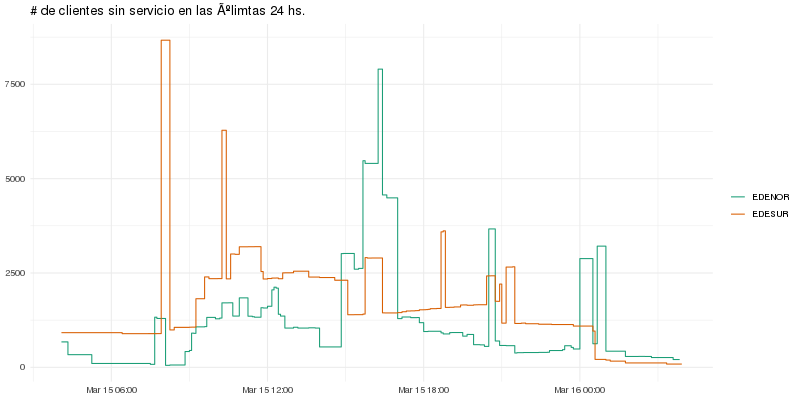 # de clientes sin servicio en las Ãºlimtas 24 hs.
7500
5000
2500
0
Mar 15 06:00
Mar 15 12:00
Mar 15 18:00
Mar 16 00:00
EDENOR
EDESUR